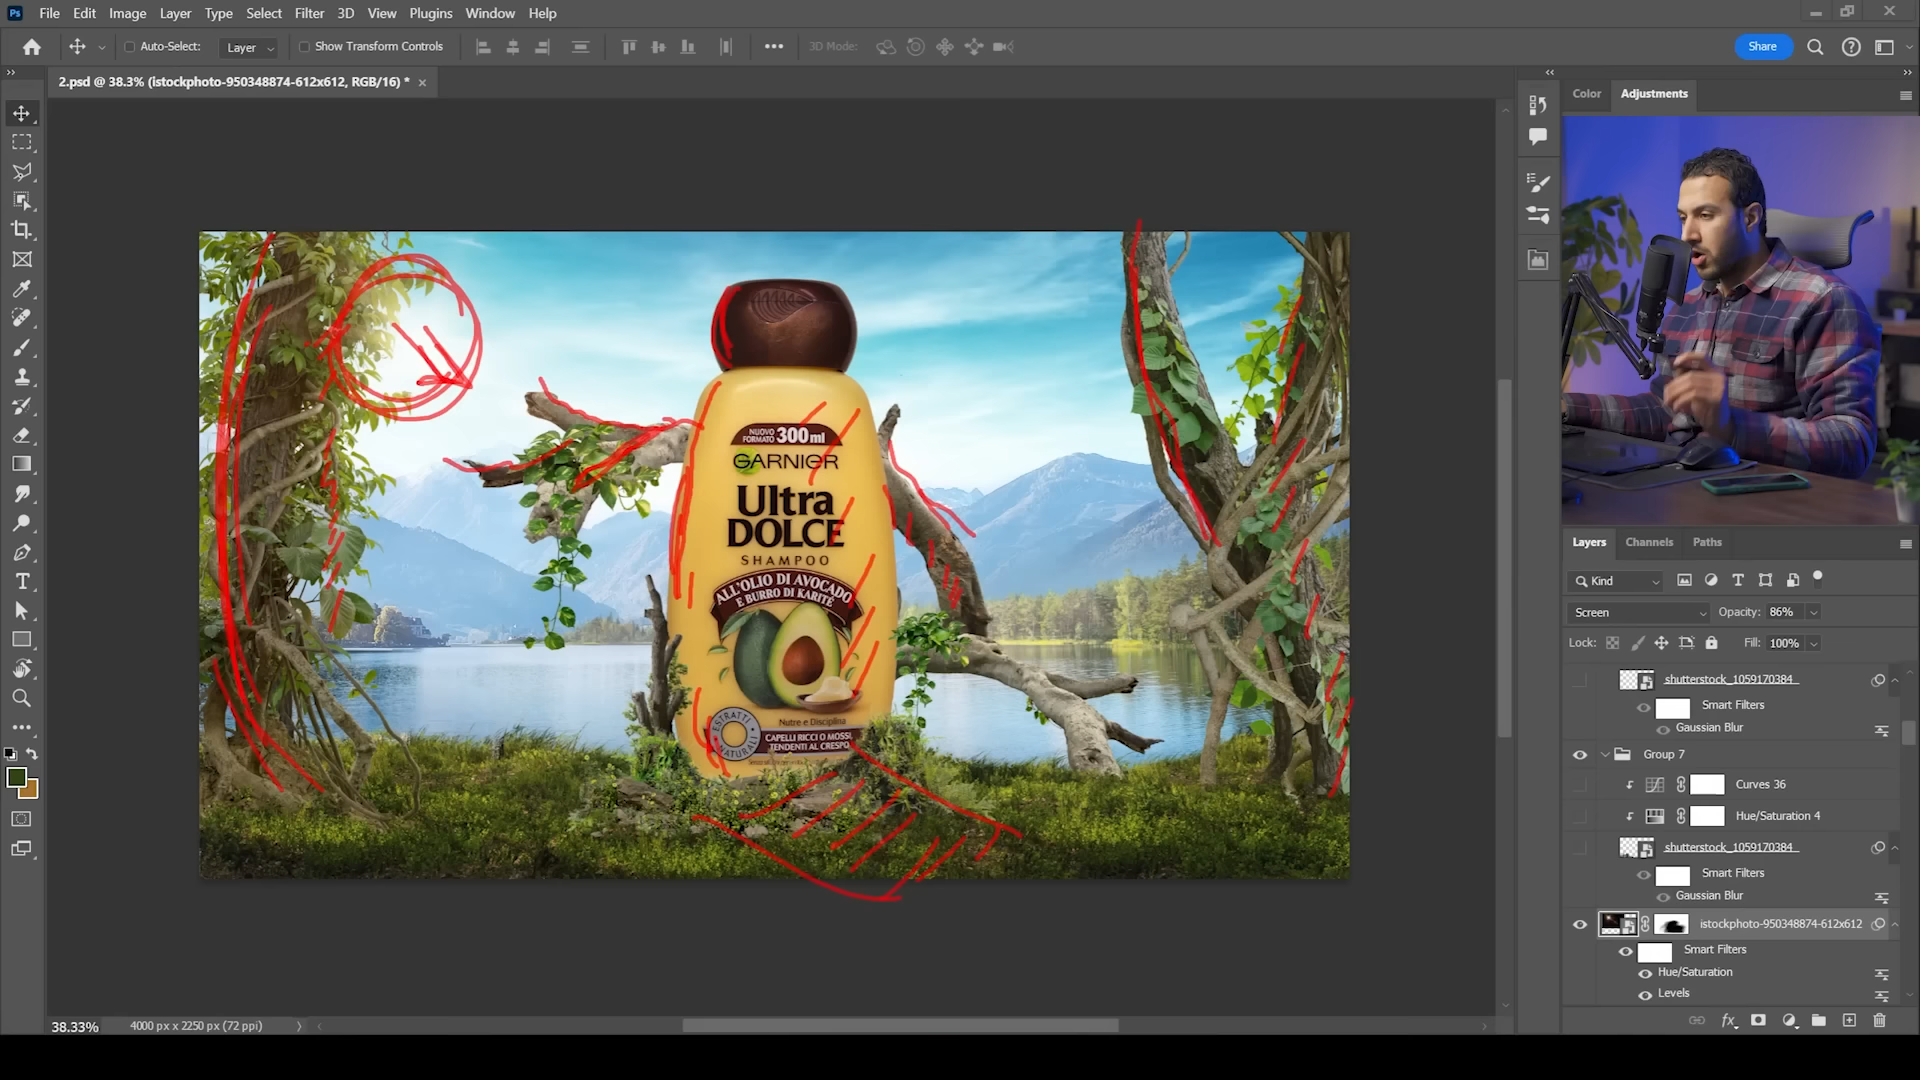 Ps File Edit Image Layer Type Select Filter 3D View Plugins Window Help
Auto-Select: Layer Show Transform Controls 3D Mode: Share
2.psd @ 38.3% (istockphoto-950348874-612x612, RGB/16) *
Color Adjustments
NUOVO FORMATO 300ml
GARNIER
Ultra
DOLCE
SHAMPOO
ALL'OLIO DI AVOCADO
E BURRO DI KARITÉ
ESTRATTI NATURALI
Nutre e Disciplina
CAPELLI RICCI O MOSSI,
TENDENTI AL CRESPO
Layers Channels Paths
Kind
Screen Opacity: 86%
Lock: Fill: 100%
shutterstock_1059170384
Smart Filters
Gaussian Blur
Group 7
Curves 36
Hue/Saturation 4
shutterstock_1059170384
Smart Filters
Gaussian Blur
istockphoto-950348874-612x612
Smart Filters
Hue/Saturation
Levels
fx
38.33% 4000 px x 2250 px (72 ppi)